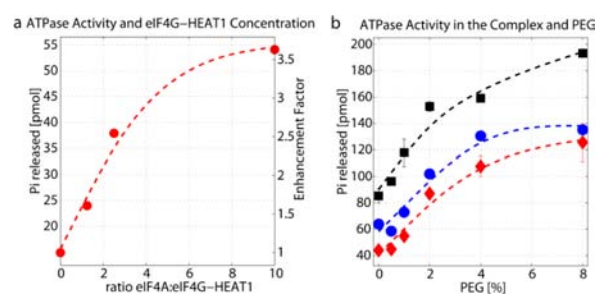 a ATPase Activity and eIF4G−HEAT1 Concentration
Pi released [pmol]
55
50
45
40
35
30
25
20
3.5
3
2.5
2
1.5
1
Enhancement Factor
0 2 4 6 8 10
ratio eIF4A:eIF4G−HEAT1
b ATPase Activity in the Complex and PEG
Pi released [pmol]
200
180
160
140
120
100
80
60
40
0 2 4 6 8
PEG [%]